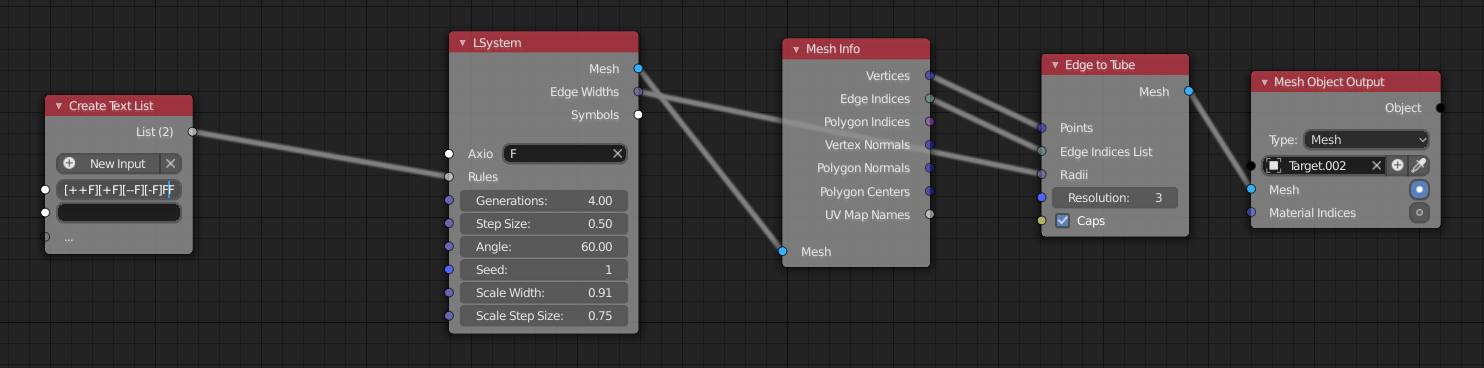 Create Text List
List (2)
New Input
[++F][+F][--F][-F]FF
...
LSystem
Mesh
Edge Widths
Symbols
Axio F
Rules
Generations: 4.00
Step Size: 0.50
Angle: 60.00
Seed: 1
Scale Width: 0.91
Scale Step Size: 0.75
Mesh Info
Vertices
Edge Indices
Polygon Indices
Vertex Normals
Polygon Normals
Polygon Centers
UV Map Names
Mesh
Edge to Tube
Mesh
Points
Edge Indices List
Radii
Resolution: 3
Caps
Mesh Object Output
Object
Type: Mesh
Target.002
Mesh
Material Indices